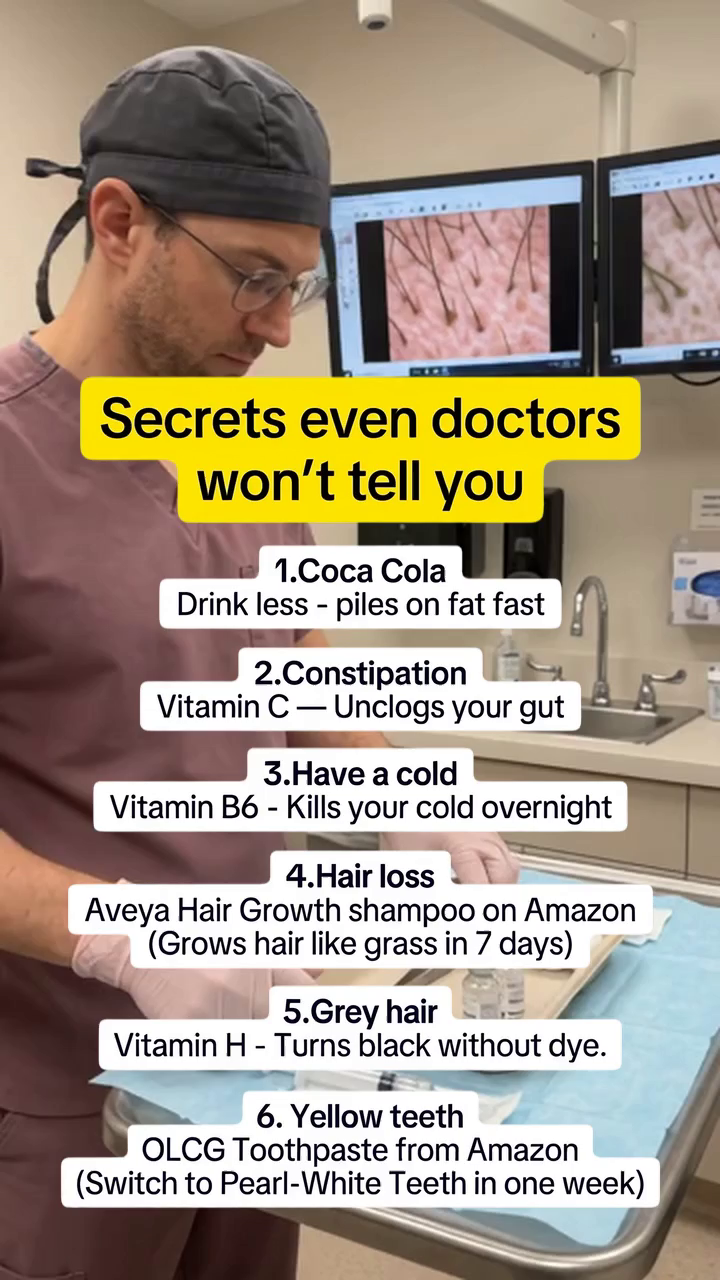 Secrets even doctors
won’t tell you
1.Coca Cola
Drink less - piles on fat fast
2.Constipation
Vitamin C — Unclogs your gut
3.Have a cold
Vitamin B6 - Kills your cold overnight
4.Hair loss
Aveya Hair Growth shampoo on Amazon
(Grows hair like grass in 7 days)
5.Grey hair
Vitamin H - Turns black without dye.
6. Yellow teeth
OLCG Toothpaste from Amazon
(Switch to Pearl-White Teeth in one week)